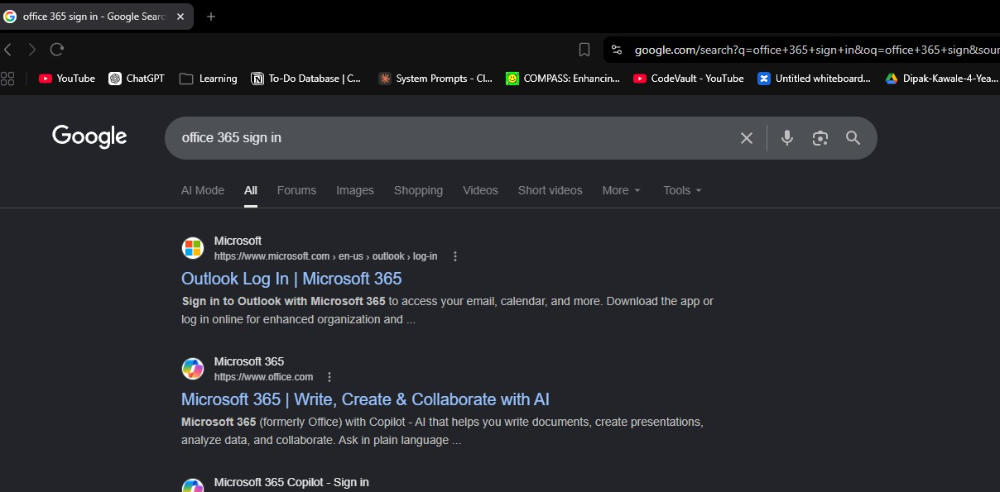 office 365 sign in - Google Searc
google.com/search?q=office+365+sign+in&oq=office+365+sign&sour
YouTube ChatGPT Learning To-Do Database | C... System Prompts - Cl... COMPASS: Enhancin... CodeVault - YouTube Untitled whiteboard... Dipak-Kawale-4-Yea...
Google office 365 sign in
AI Mode All Forums Images Shopping Videos Short videos More Tools
Microsoft
https://www.microsoft.com › en-us › outlook › log-in
Outlook Log In | Microsoft 365
Sign in to Outlook with Microsoft 365 to access your email, calendar, and more. Download the app or
log in online for enhanced organization and ...
Microsoft 365
https://www.office.com
Microsoft 365 | Write, Create & Collaborate with AI
Microsoft 365 (formerly Office) with Copilot - AI that helps you write documents, create presentations,
analyze data, and collaborate. Ask in plain language ...
Microsoft 365 Copilot - Sign in